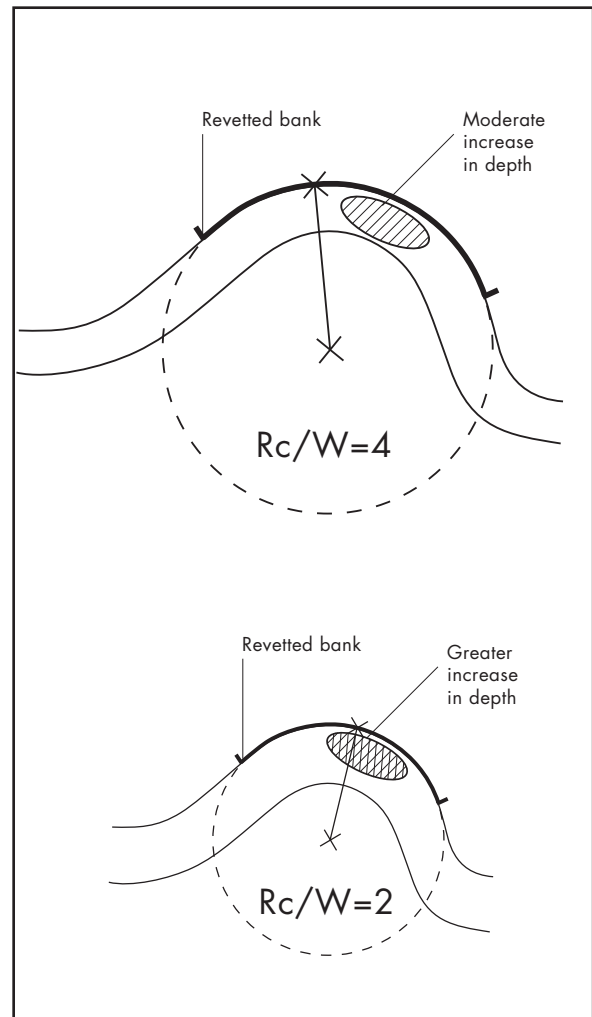 Revetted bank
Moderate
increase
in depth
Rc/W=4
Revetted bank
Greater
increase
in depth
Rc/W=2